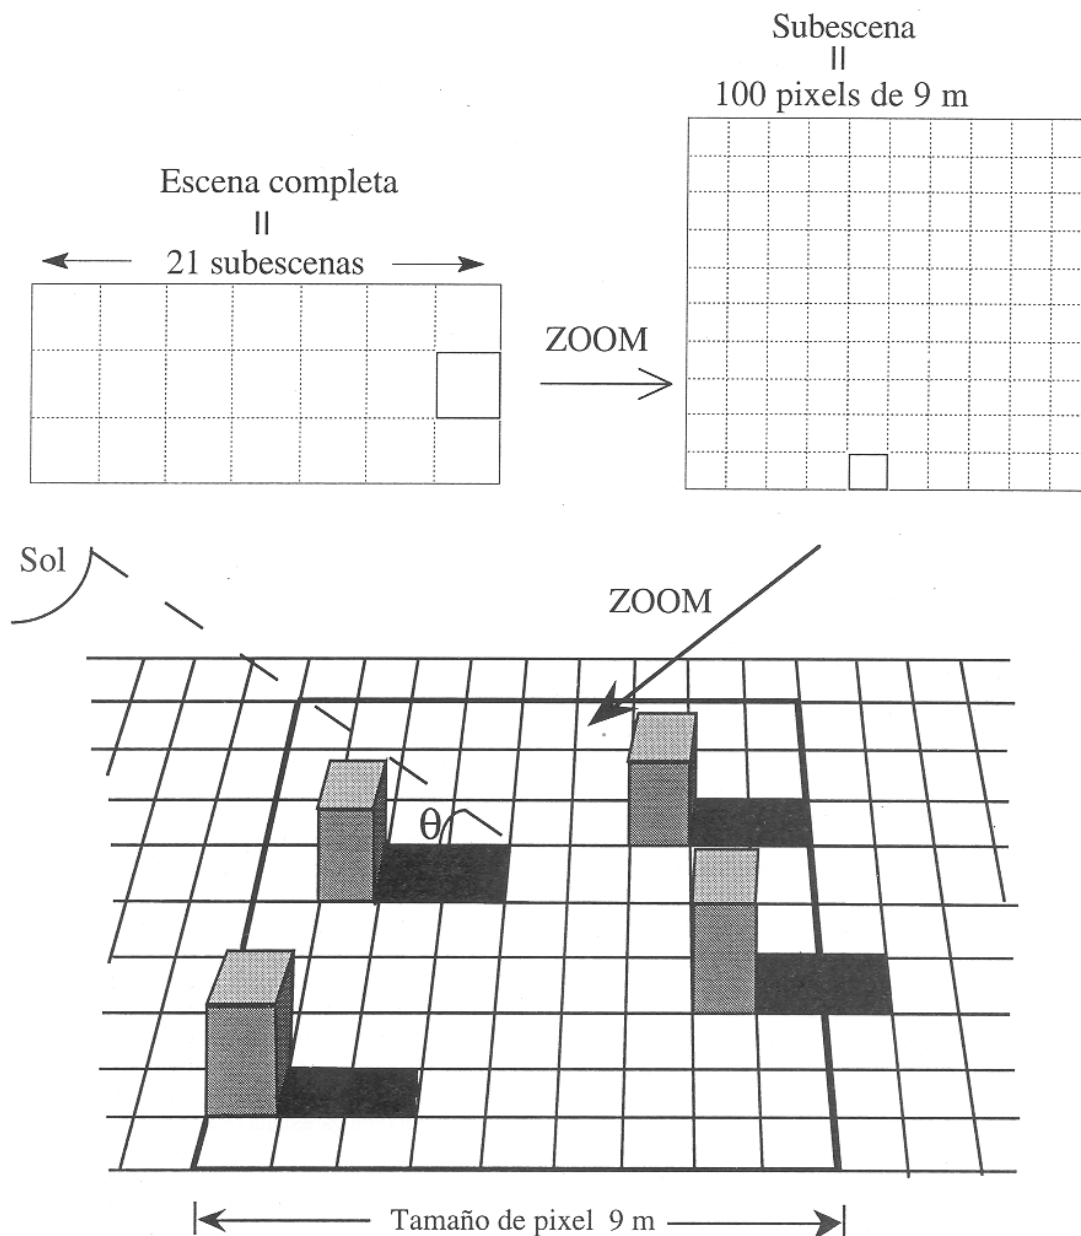 Subescena
=
100 pixels de 9 m
Escena completa
=
21 subescenas
ZOOM
Sol
ZOOM
θ
Tamaño de pixel 9 m